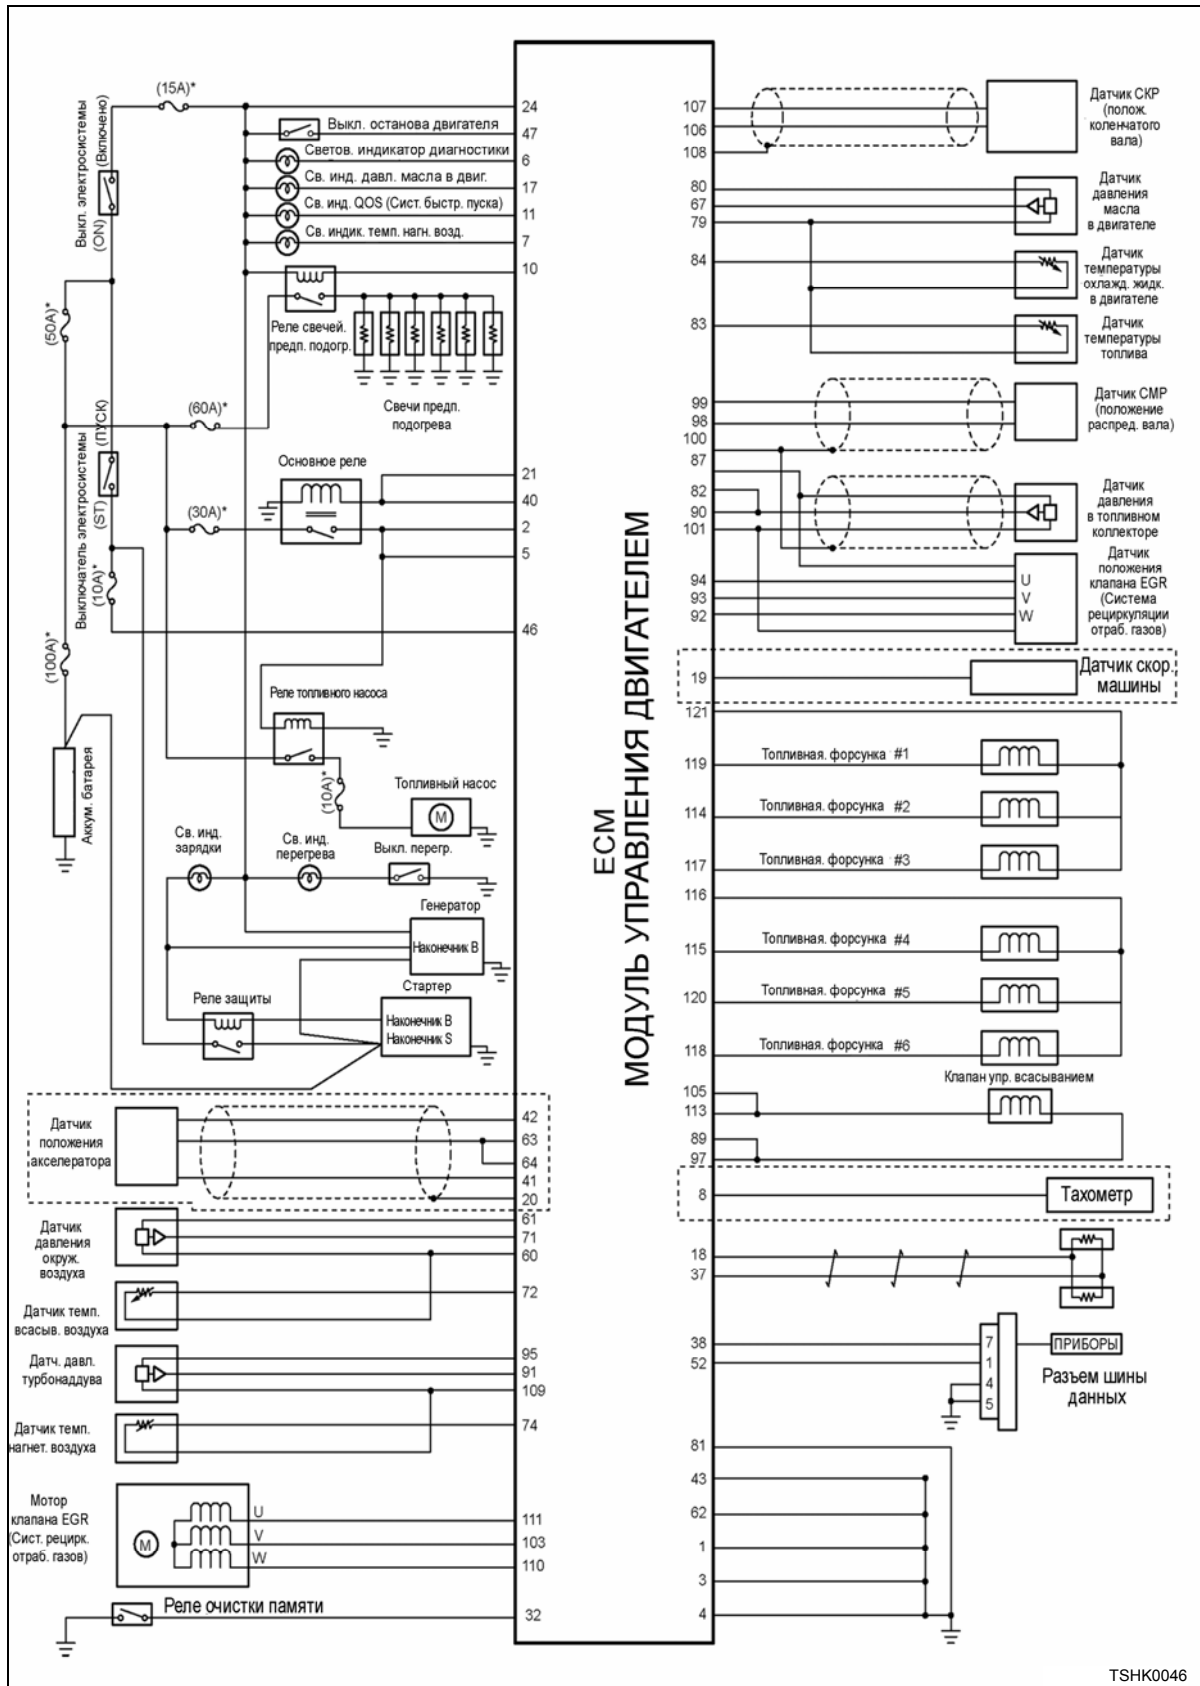 (15A)*
Выкл. электросистемы
(Включено)
(ON)
24
Выкл. останова двигателя
47
Светов. индикатор диагностики
6
Св. инд. давл. масла в двиг.
17
Св. инд. QOS (Сист. быстр. пуска)
11
Св. индик. темп. нагн. возд.
7
10
(50A)*
Реле свечей.
предп. подогр.
Свечи предп.
подогрева
(60A)*
(ПУСК)
Выключатель электросистемы
(ST)
Основное реле
21
40
(30A)*
2
5
(10A)*
46
(100A)*
Реле топливного насоса
Аккум. батарея
(10A)*
Топливный насос
M
Св. инд.
зарядки
Св. инд.
перегрева
Выкл. перегр.
Генератор
Наконечник B
Стартер
Реле защиты
Наконечник B
Наконечник S
Датчик
положения
акселератора
42
63
64
41
20
Датчик
давления
окруж.
воздуха
61
71
60
Датчик темп.
всасыв. воздуха
72
Датч. давл.
турбонаддува
95
91
109
Датчик темп.
нагнет. воздуха
74
Мотор
клапана EGR
(Сист. рецирк.
отраб. газов)
M
U
V
W
111
103
110
Реле очистки памяти
32
ECM
МОДУЛЬ УПРАВЛЕНИЯ ДВИГАТЕЛЕМ
107
106
108
Датчик CKP
(полож.
коленчатого
вала)
80
67
79
Датчик
давления
масла
в двигателе
84
Датчик
температуры
охлажд. жидк.
в двигателе
83
Датчик
температуры
топлива
99
98
100
Датчик CMP
(положение
распред. вала)
87
82
90
101
Датчик
давления
в топливном
коллекторе
94
93
92
U
V
W
Датчик
положения
клапана EGR
(Система
рециркуляции
отраб. газов)
19
Датчик скор.
машины
121
119
Топливная. форсунка #1
114
Топливная. форсунка #2
117
Топливная. форсунка #3
116
115
Топливная. форсунка #4
120
Топливная. форсунка #5
118
Топливная. форсунка #6
Клапан упр. всасыванием
105
113
89
97
8
Тахометр
18
37
38
52
7
1
4
5
ПРИБОРЫ
Разъем шины
данных
81
43
62
1
3
4
TSHK0046